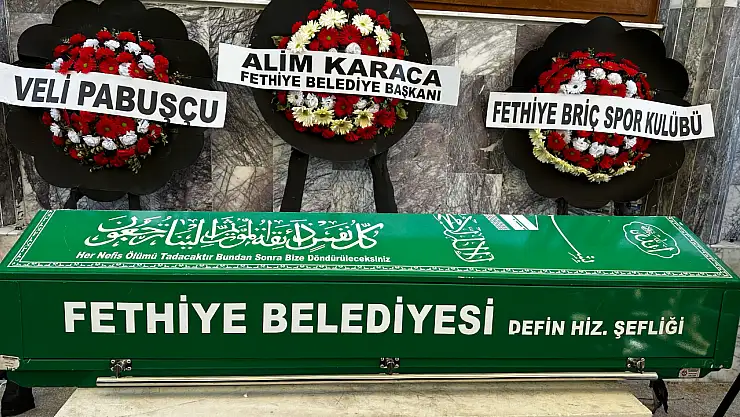 VELİ PABUŞÇU
ALİM KARACA
FETHİYE BELEDİYE BAŞKANI
FETHİYE BRİÇ SPOR KULÜBÜ
كل نفس ذائقة الموت ثم إلينا ترجعون
Her Nefis Ölümü Tadacaktır Bundan Sonra Bize Döndürüleceksiniz
FETHİYE BELEDİYESİ DEFİN HİZ. ŞEFLİĞİ